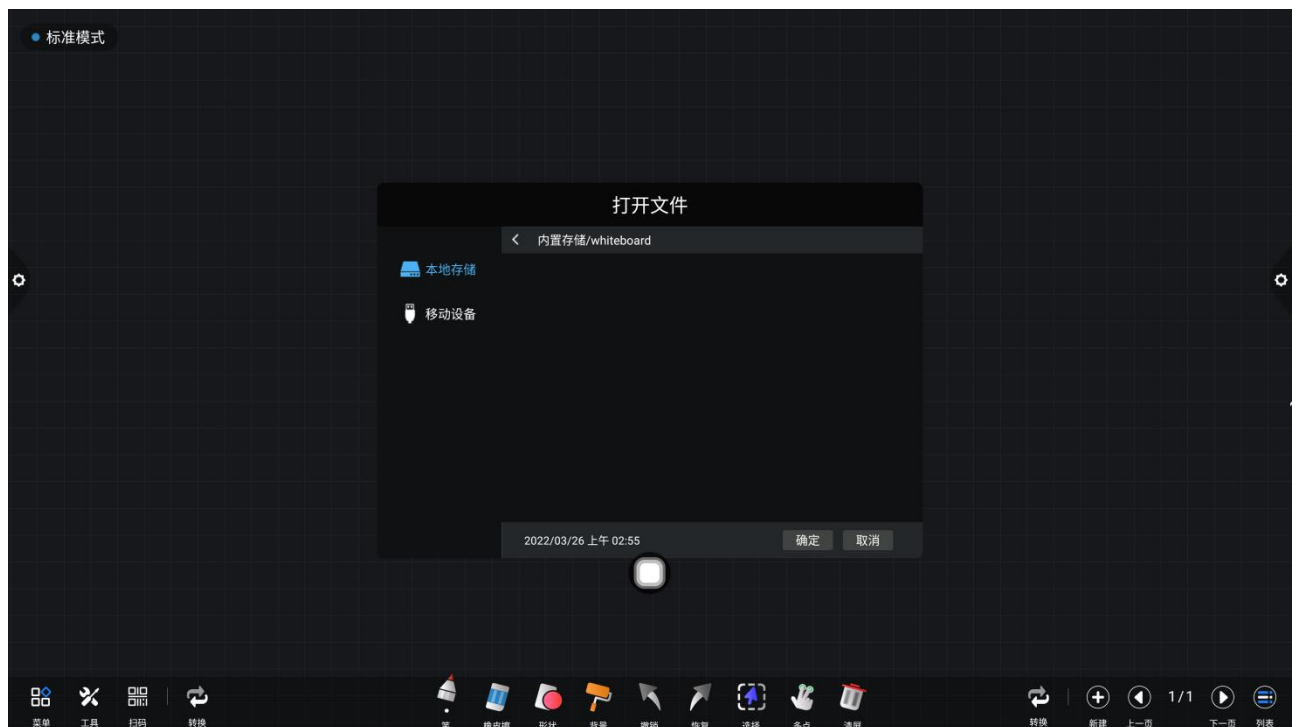 标准模式
打开文件
内置存储/whiteboard
本地存储
移动设备
2022/03/26 上午 02:55
确定
取消
1/1
菜单
工具
扫码
转换
笔
橡皮擦
形状
背景
撤销
恢复
选择
多点
清屏
转换
新建
上一页
下一页
列表